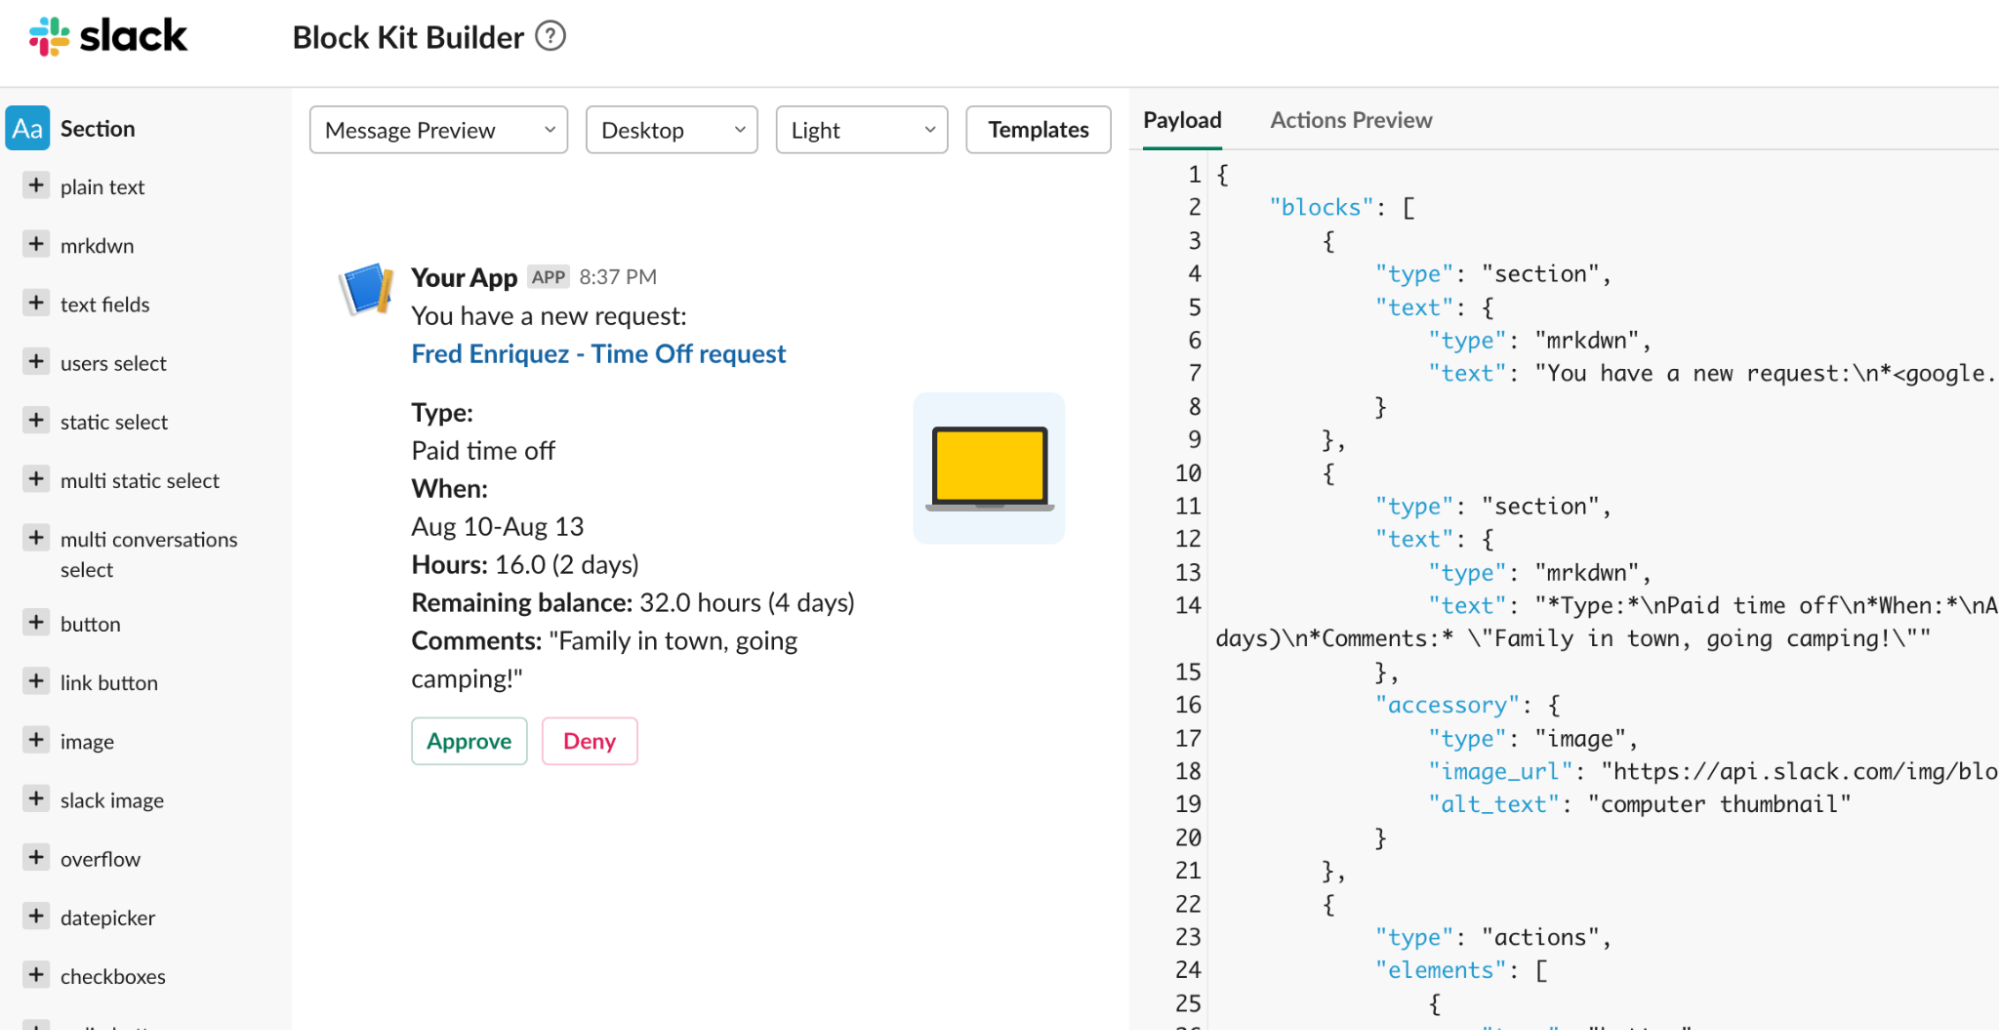 slack
Block Kit Builder ?
Aa Section
+ plain text
+ mrkdwn
+ text fields
+ users select
+ static select
+ multi static select
+ multi conversations
select
+ button
+ link button
+ image
+ slack image
+ overflow
+ datepicker
+ checkboxes
Message Preview
Desktop
Light
Templates
Your App APP 8:37 PM
You have a new request:
Fred Enriquez - Time Off request
Type:
Paid time off
When:
Aug 10-Aug 13
Hours: 16.0 (2 days)
Remaining balance: 32.0 hours (4 days)
Comments: "Family in town, going
camping!"
Approve Deny
Payload Actions Preview
1 {
2 "blocks": [
3 {
4 "type": "section",
5 "text": {
6 "type": "mrkdwn",
7 "text": "You have a new request:\n*<google.
8 }
9 },
10 {
11 "type": "section",
12 "text": {
13 "type": "mrkdwn",
14 "text": "*Type:*\nPaid time off\n*When:*\nA
days)\n*Comments:* \"Family in town, going camping!\""
15 },
16 "accessory": {
17 "type": "image",
18 "image_url": "https://api.slack.com/img/blo
19 "alt_text": "computer thumbnail"
20 }
21 },
22 {
23 "type": "actions",
24 "elements": [
25 {